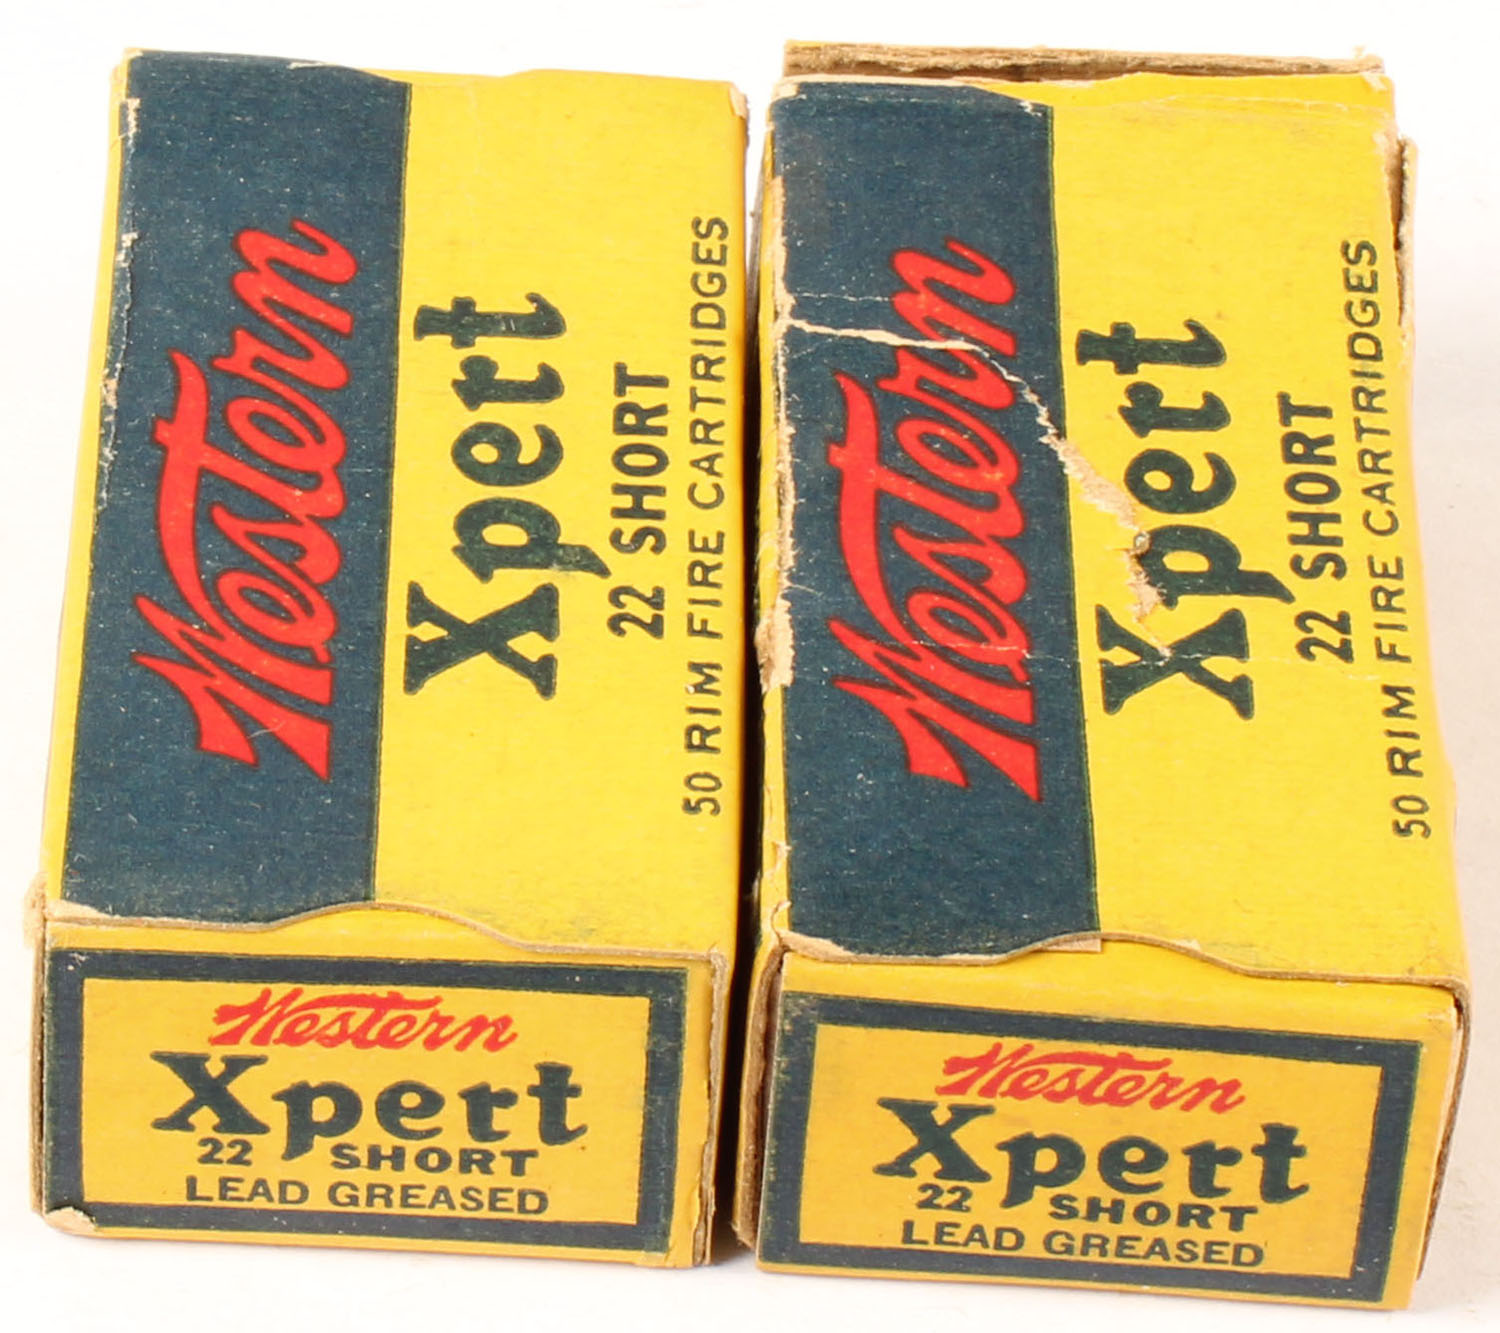 Western
Xpert
22 SHORT
50 RIM FIRE CARTRIDGES
Western
Xpert
22 SHORT
LEAD GREASED
Western
Xpert
22 SHORT
50 RIM FIRE CARTRIDGES
Western
Xpert
22 SHORT
LEAD GREASED